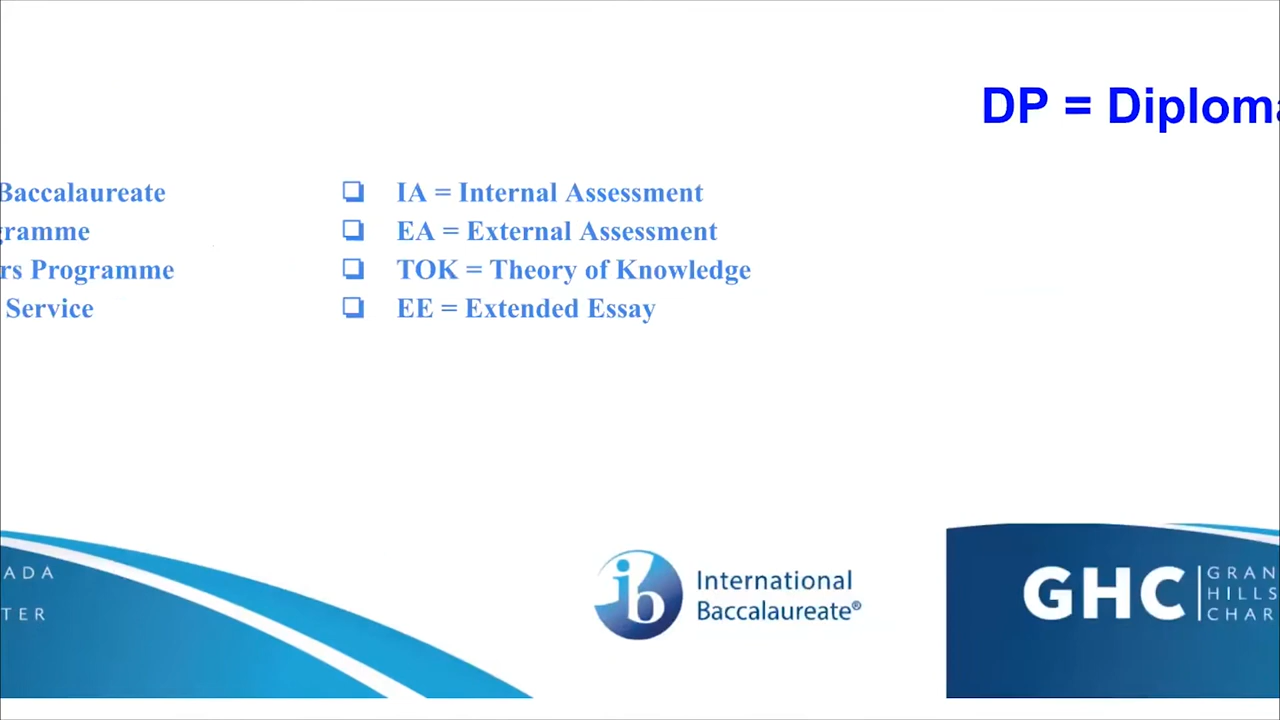 DP = Diploma
Baccalaureate
gramme
rs Programme
Service
IA = Internal Assessment
EA = External Assessment
TOK = Theory of Knowledge
EE = Extended Essay
ADA
TER
ib
International
Baccalaureate®
GHC
GRAN
HILLS
CHAR